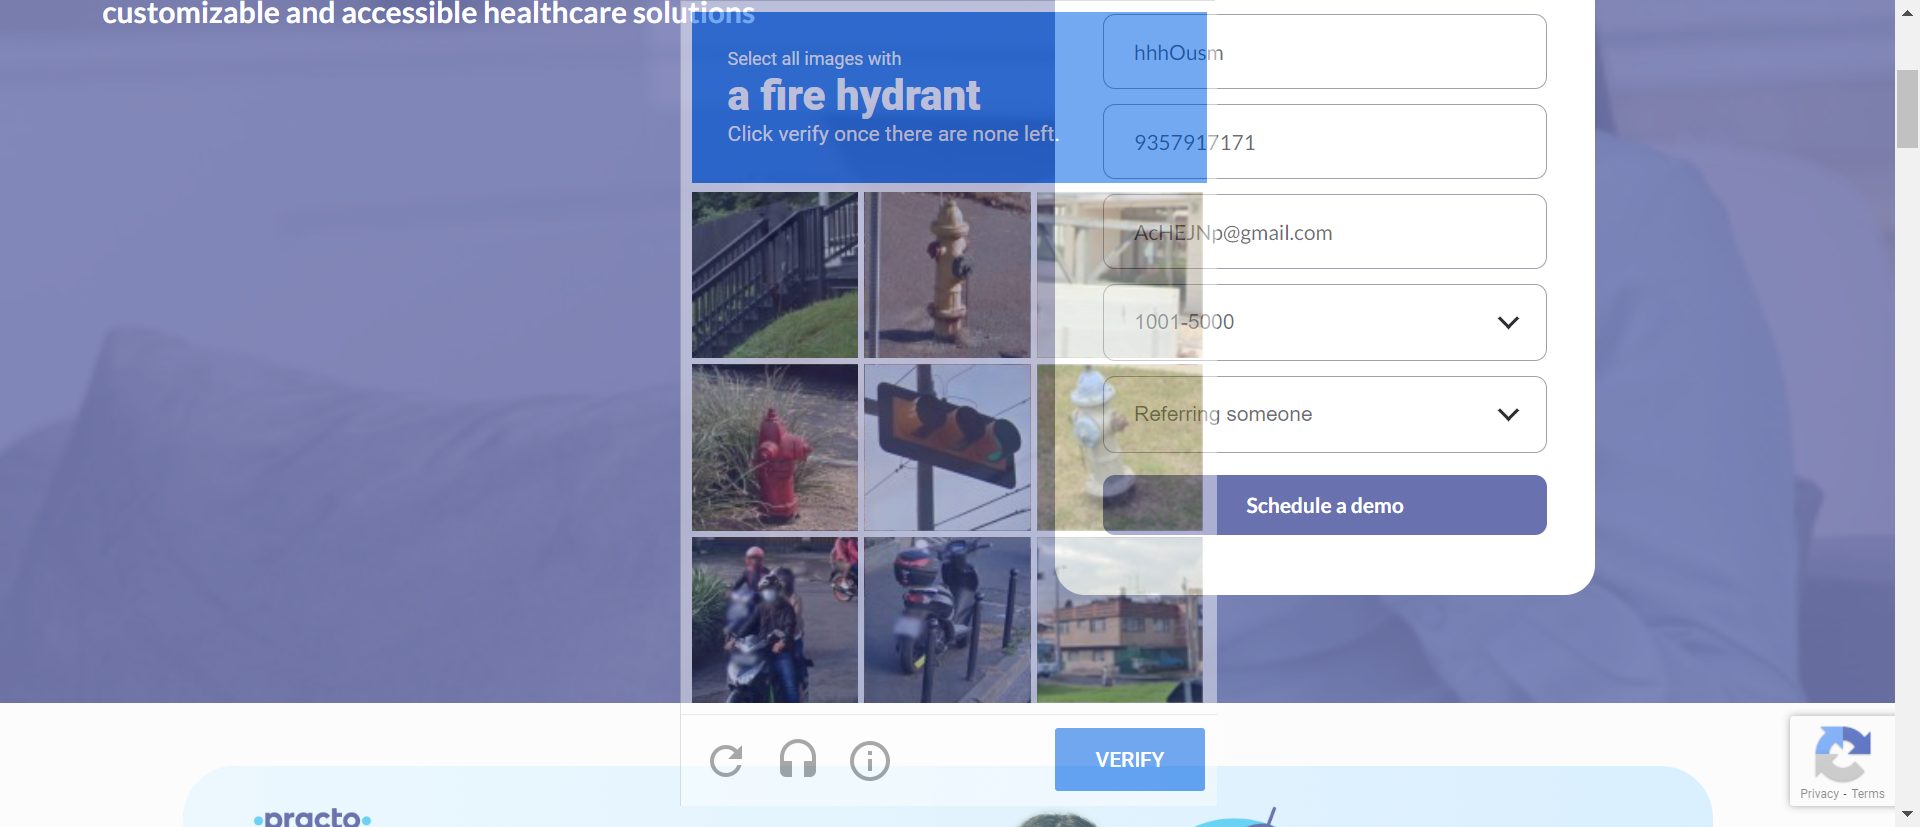 customizable and accessible healthcare solutions
Select all images with
a fire hydrant
Click verify once there are none left.
hhhOusm
9357917171
AcHEJNp@gmail.com
1001-5000
Referring someone
Schedule a demo
VERIFY
Privacy - Terms
practo